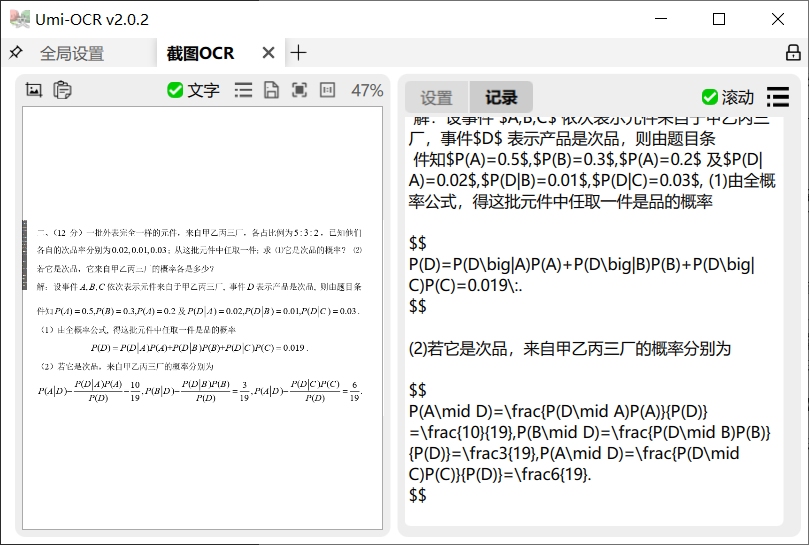 Umi-OCR v2.0.2
全局设置
截图OCR
文字
47%
二、(12 分) 一批外表完全一样的元件，来自甲乙丙三厂，各占比例为 5:3:2，已知他们
各自的次品率分别为 0.02, 0.01, 0.03；从这批元件中任取一件；求 (1)它是次品的概率？ (2)
若它是次品，它来自甲乙丙三厂的概率各是多少？
解：设事件 A,B,C 依次表示元件来自于甲乙丙三厂, 事件 D 表示产品是次品, 则由题目条
件知 P(A)=0.5,P(B)=0.3,P(A)=0.2 及 P(D|A)=0.02,P(D|B)=0.01,P(D|C)=0.03 .
（1）由全概率公式, 得这批元件中任取一件是品的概率
P(D)=P(D|A)P(A)+P(D|B)P(B)+P(D|C)P(C)=0.019 .
（2）若它是次品，来自甲乙丙三厂的概率分别为
P(A|D)=P(D|A)P(A)/P(D)=10/19,P(B|D)=P(D|B)P(B)/P(D)=3/19,P(A|D)=P(D|C)P(C)/P(D)=6/19.
设置
记录
滚动
解：设事件 $A,B,C$ 依次表示元件来自于甲乙丙三
厂，事件$D$ 表示产品是次品，则由题目条
件知$P(A)=0.5$,$P(B)=0.3$,$P(A)=0.2$ 及$P(D|
A)=0.02$,$P(D|B)=0.01$,$P(D|C)=0.03$, (1)由全概
率公式，得这批元件中任取一件是品的概率
$$
P(D)=P(D\big|A)P(A)+P(D\big|B)P(B)+P(D\big|
C)P(C)=0.019\:.
$$
(2)若它是次品，来自甲乙丙三厂的概率分别为
$$
P(A\mid D)=\frac{P(D\mid A)P(A)}{P(D)}
=\frac{10}{19},P(B\mid D)=\frac{P(D\mid B)P(B)}
{P(D)}=\frac3{19},P(A\mid D)=\frac{P(D\mid
C)P(C)}{P(D)}=\frac6{19}.
$$